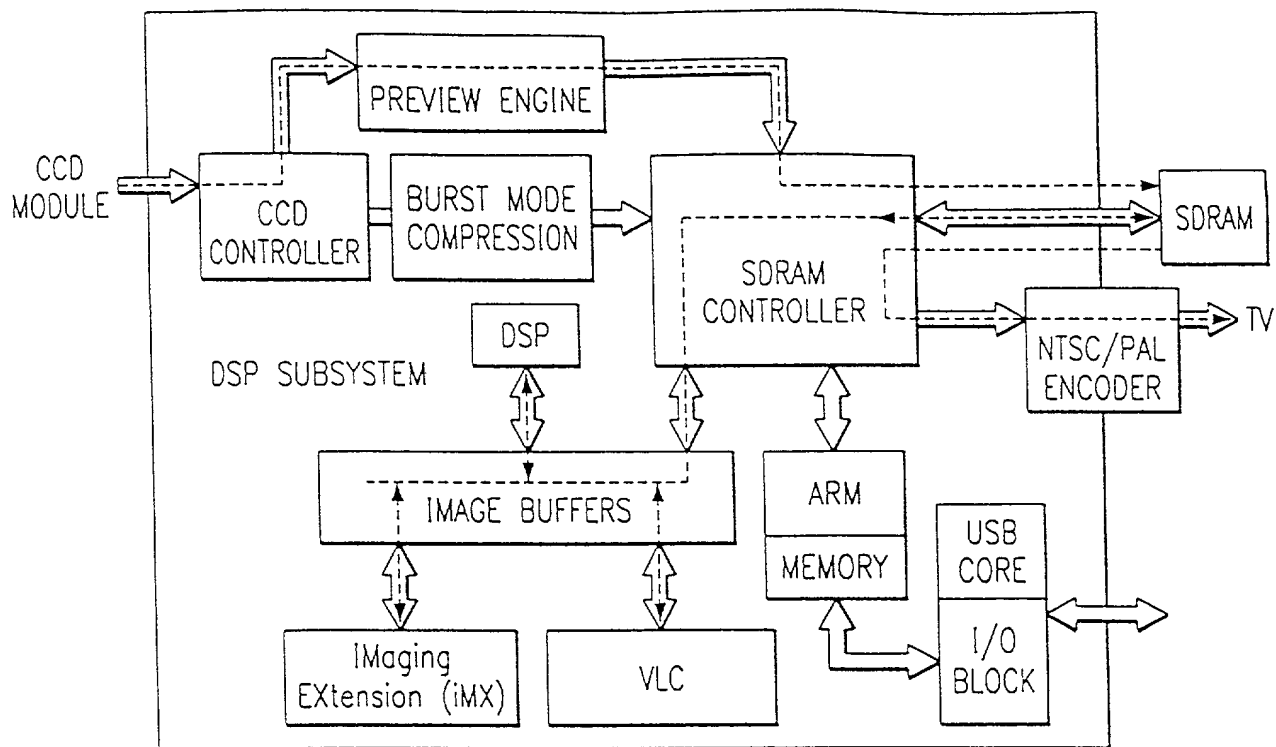 PREVIEW ENGINE
CCD
MODULE
CCD
CONTROLLER
BURST MODE
COMPRESSION
SDRAM
CONTROLLER
SDRAM
NTSC/PAL
ENCODER
TV
DSP
DSP SUBSYSTEM
IMAGE BUFFERS
ARM
MEMORY
USB
CORE
I/O
BLOCK
IMaging
EXtension (iMX)
VLC